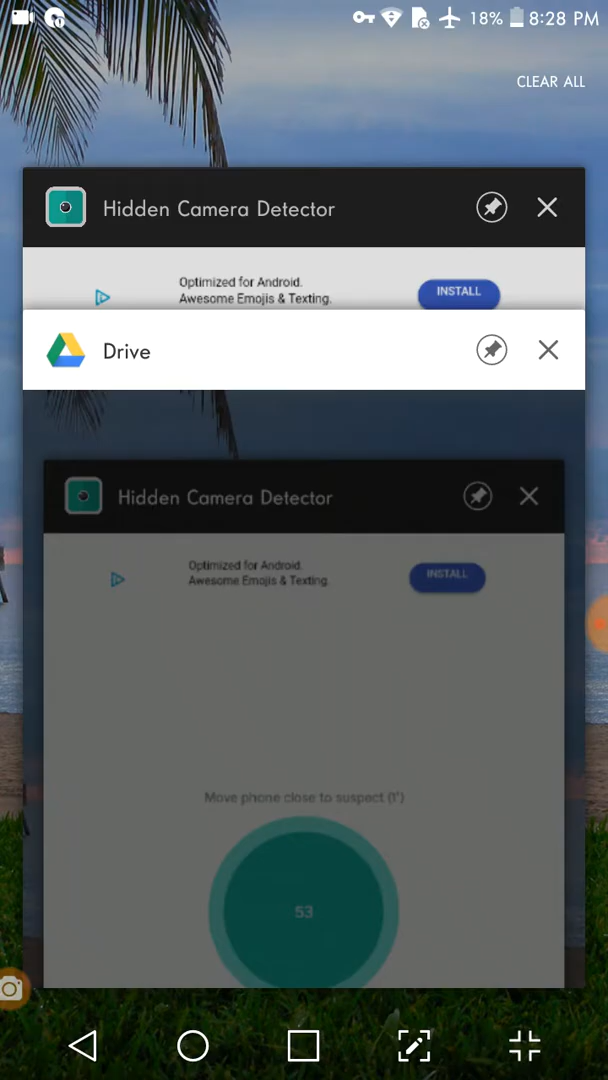 18% 8:28 PM
CLEAR ALL
Hidden Camera Detector
Optimized for Android.
Awesome Emojis & Texting.
INSTALL
Drive
Hidden Camera Detector
Optimized for Android.
Awesome Emojis & Texting.
INSTALL
Move phone close to suspect (1')
53